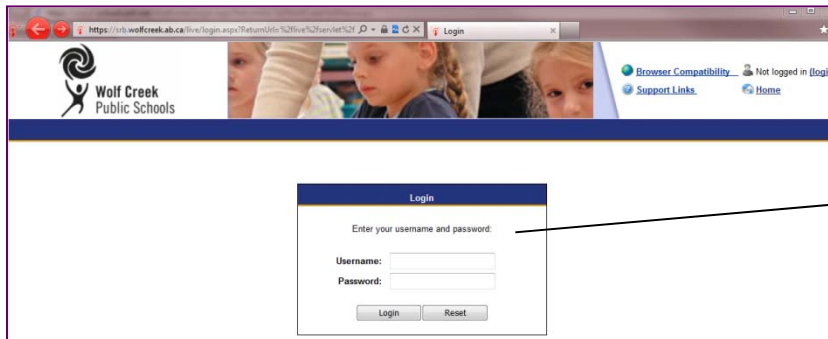 https://srb.wolfcreek.ab.ca/live/login.aspx?ReturnUrl=%2flive%2fservlet%2f
Login
Wolf Creek
Public Schools
Browser Compatibility
Not logged in (logi
Support Links
Home
Login
Enter your username and password:
Username:
Password:
Login
Reset